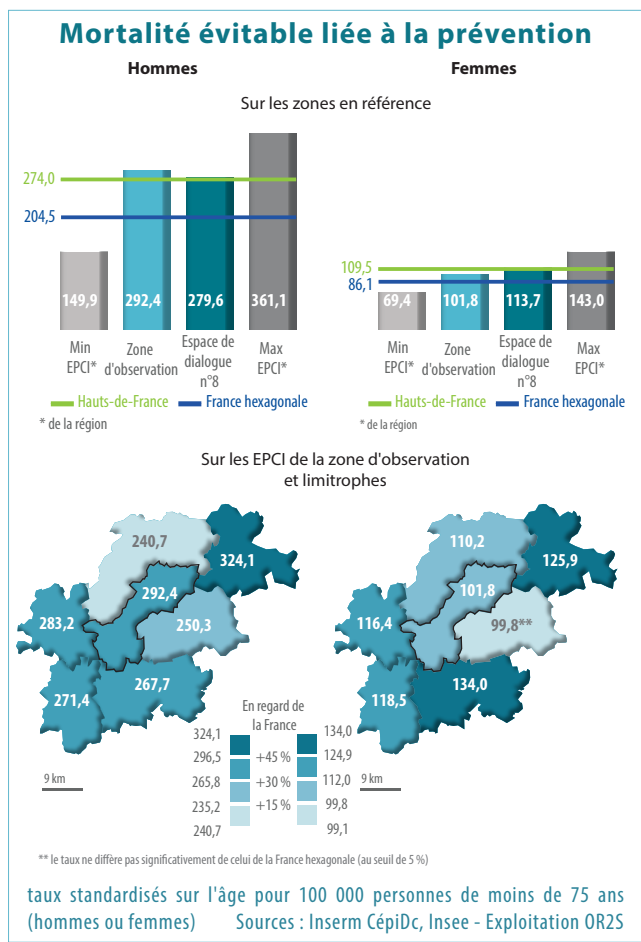 Mortalité évitable liée à la prévention
Hommes
Femmes
Sur les zones en référence
274,0
204,5
149,9
292,4
279,6
361,1
Min
EPCI*
Zone
d'observation
Espace de
dialogue
n°8
Max
EPCI*
Hauts-de-France
France hexagonale
* de la région
109,5
86,1
69,4
101,8
113,7
143,0
Min
EPCI*
Zone
d'observation
Espace de
dialogue
n°8
Max
EPCI*
Hauts-de-France
France hexagonale
* de la région
Sur les EPCI de la zone d'observation
et limitrophes
240,7
324,1
292,4
283,2
250,3
271,4
267,7
9 km
110,2
125,9
101,8
116,4
99,8**
118,5
134,0
9 km
En regard de
la France
324,1
296,5
265,8
235,2
240,7
+45 %
+30 %
+15 %
134,0
124,9
112,0
99,8
99,1
** le taux ne diffère pas significativement de celui de la France hexagonale (au seuil de 5 %)
taux standardisés sur l'âge pour 100 000 personnes de moins de 75 ans
(hommes ou femmes) Sources : Inserm CépiDc, Insee - Exploitation OR2S